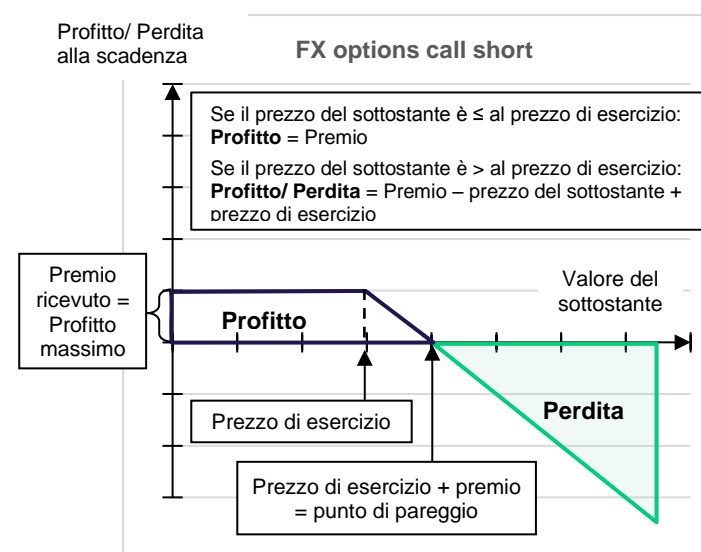 Profitto/ Perdita
alla scadenza
FX options call short
Se il prezzo del sottostante è ≤ al prezzo di esercizio:
Profitto = Premio
Se il prezzo del sottostante è > al prezzo di esercizio:
Profitto/ Perdita = Premio – prezzo del sottostante +
prezzo di esercizio
Premio
ricevuto =
Profitto
massimo
Profitto
Valore del
sottostante
Prezzo di esercizio
Perdita
Prezzo di esercizio + premio
= punto di pareggio